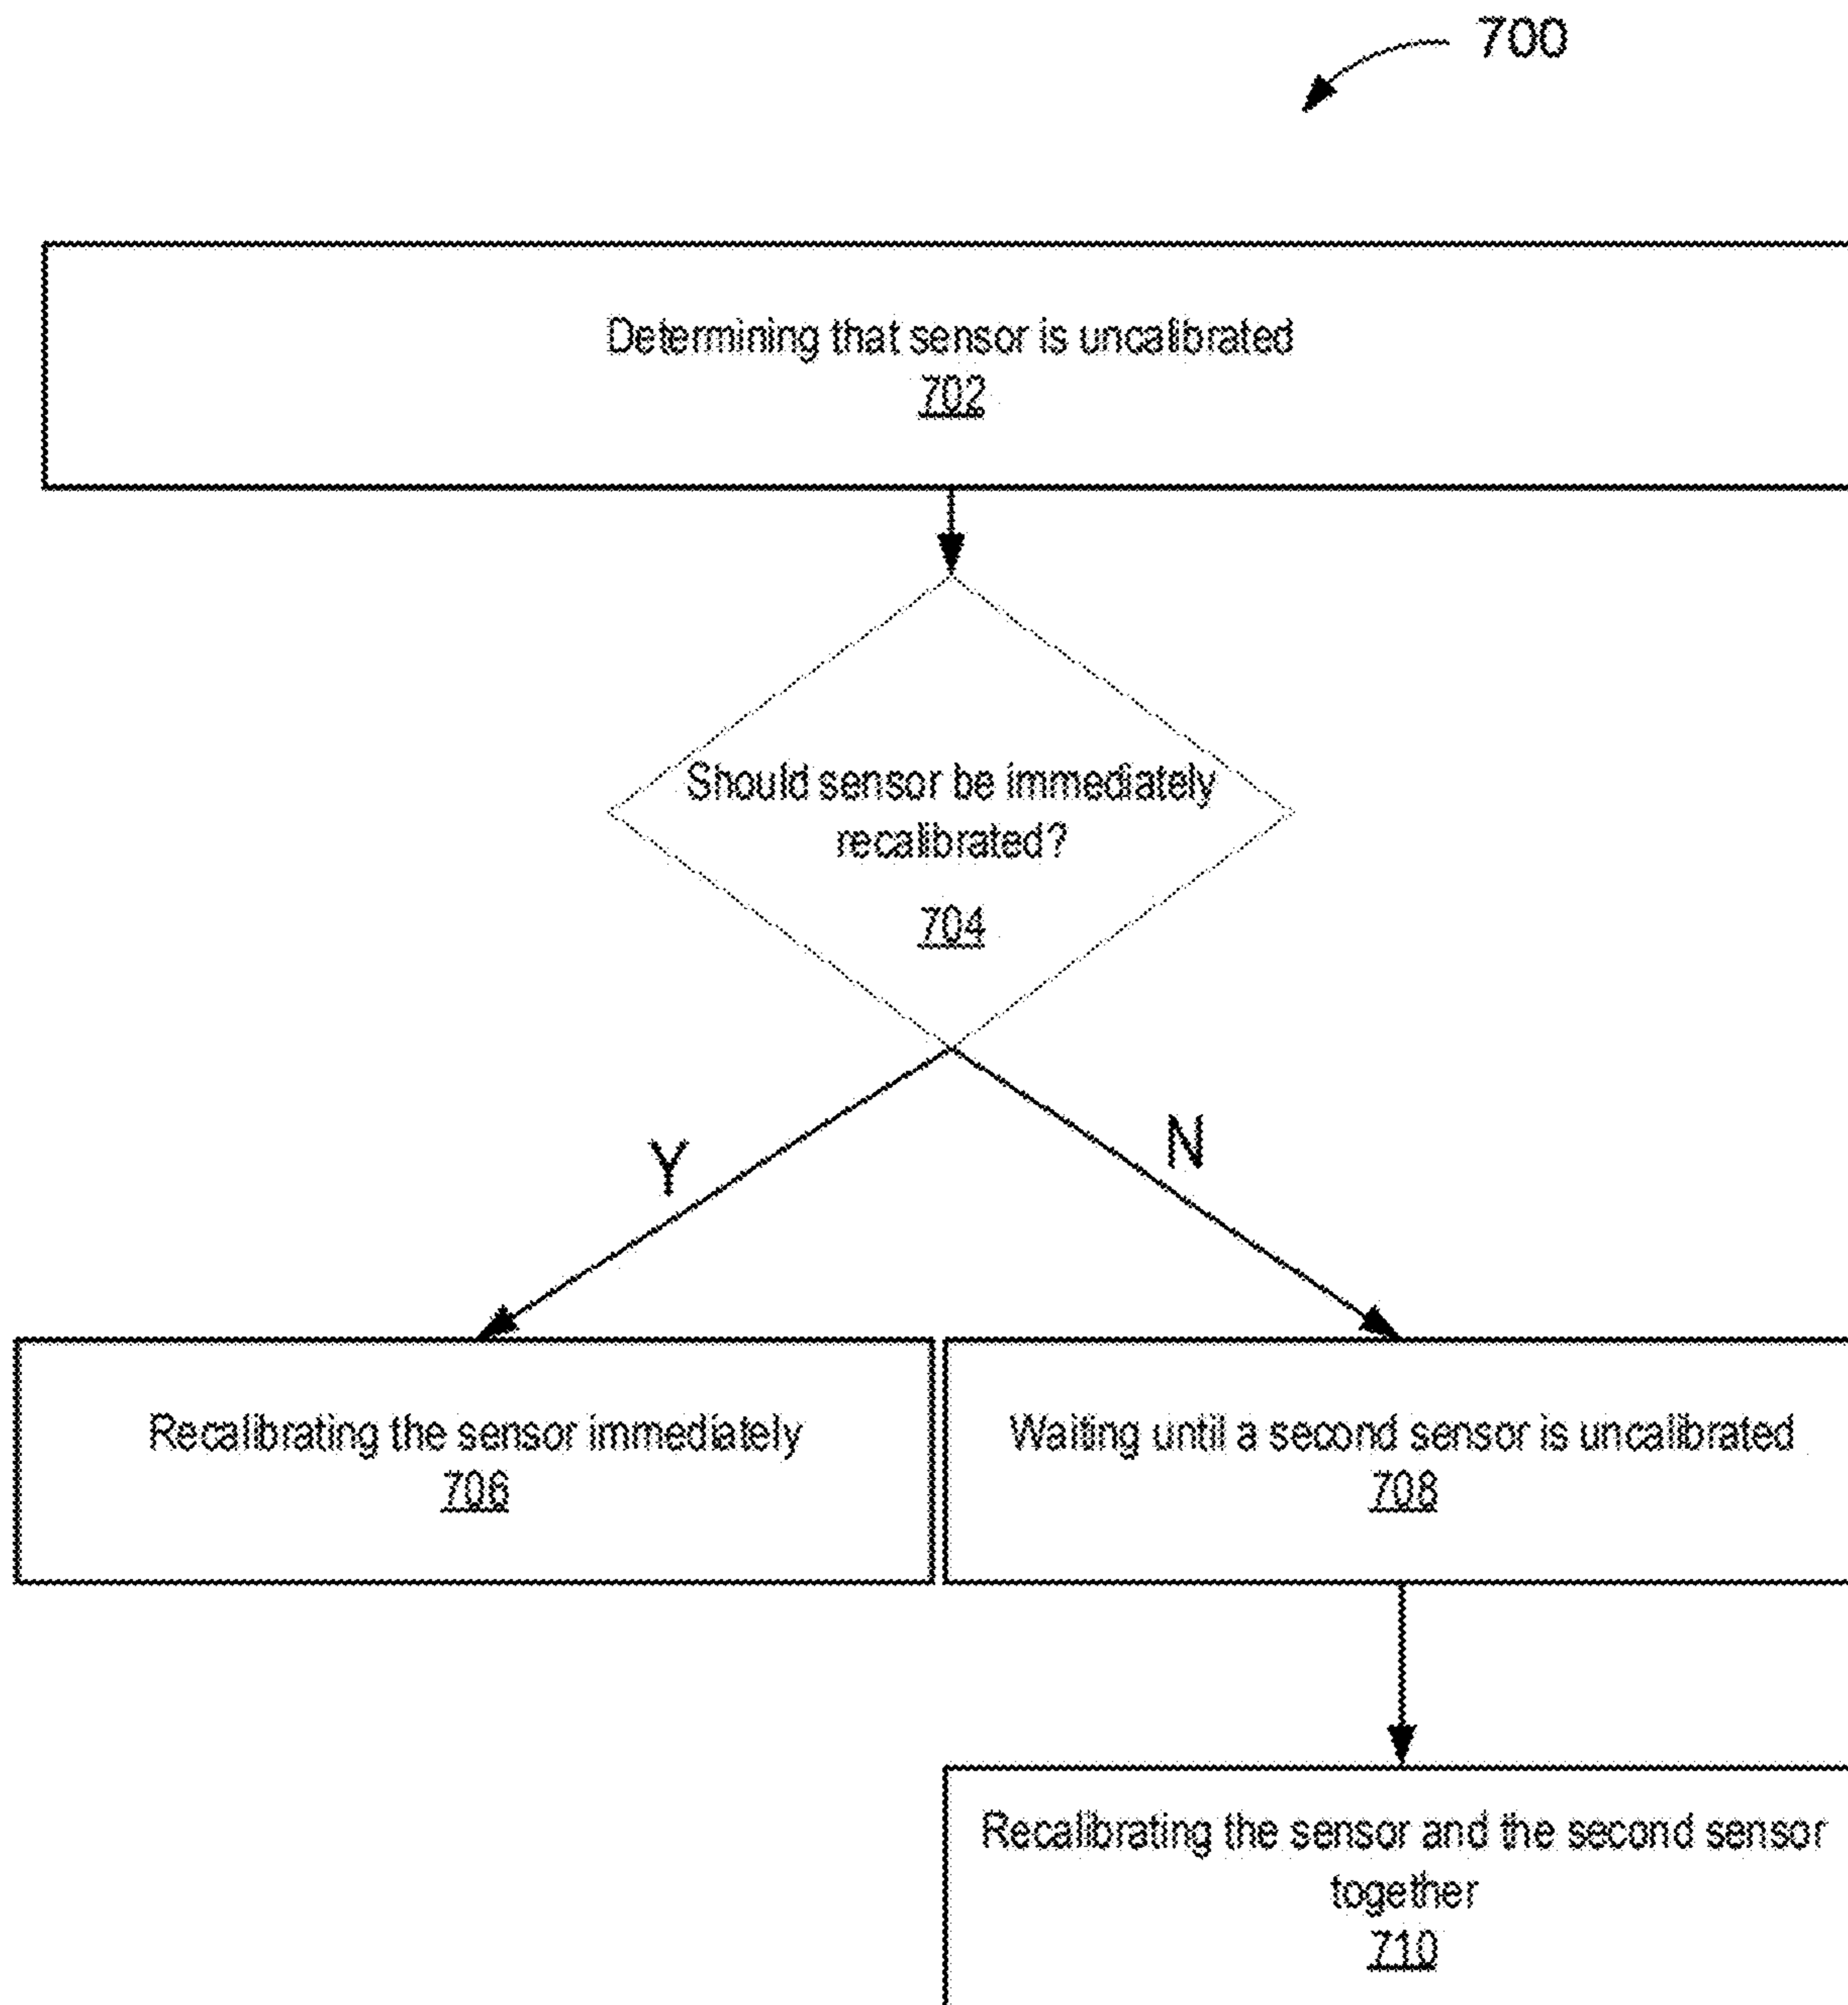 700
Determining that sensor is uncalibrated
702
Should sensor be immediately
recalibrated?
704
Y
N
Recalibrating the sensor immediately
706
Waiting until a second sensor is uncalibrated
708
Recalibrating the sensor and the second sensor
together
710